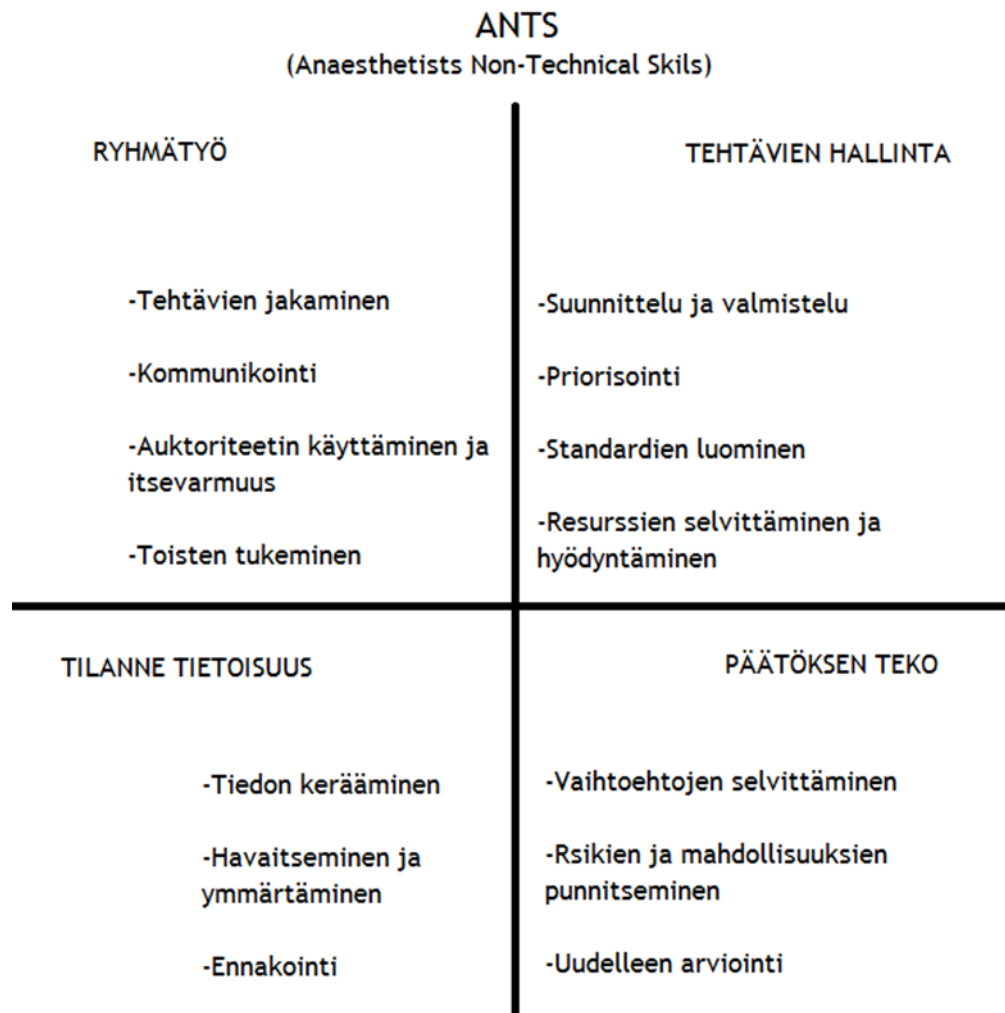 ANTS
(Anaesthetists Non-Technical Skils)
RYHMÄTYÖ
-Tehtävien jakaminen
-Kommunikointi
-Auktoriteetin käyttäminen ja
itsevarmuus
-Toisten tukeminen
TEHTÄVIEN HALLINTA
-Suunnittelu ja valmistelu
-Priorisointi
-Standardien luominen
-Resurssien selvittäminen ja
hyödyntäminen
TILANNE TIETOISUUS
-Tiedon kerääminen
-Havaitseminen ja
ymmärtäminen
-Ennakointi
PÄÄTÖKSEN TEKO
-Vaihtoehtojen selvittäminen
-Rsikien ja mahdollisuuksien
punnitseminen
-Uudelleen arviointi